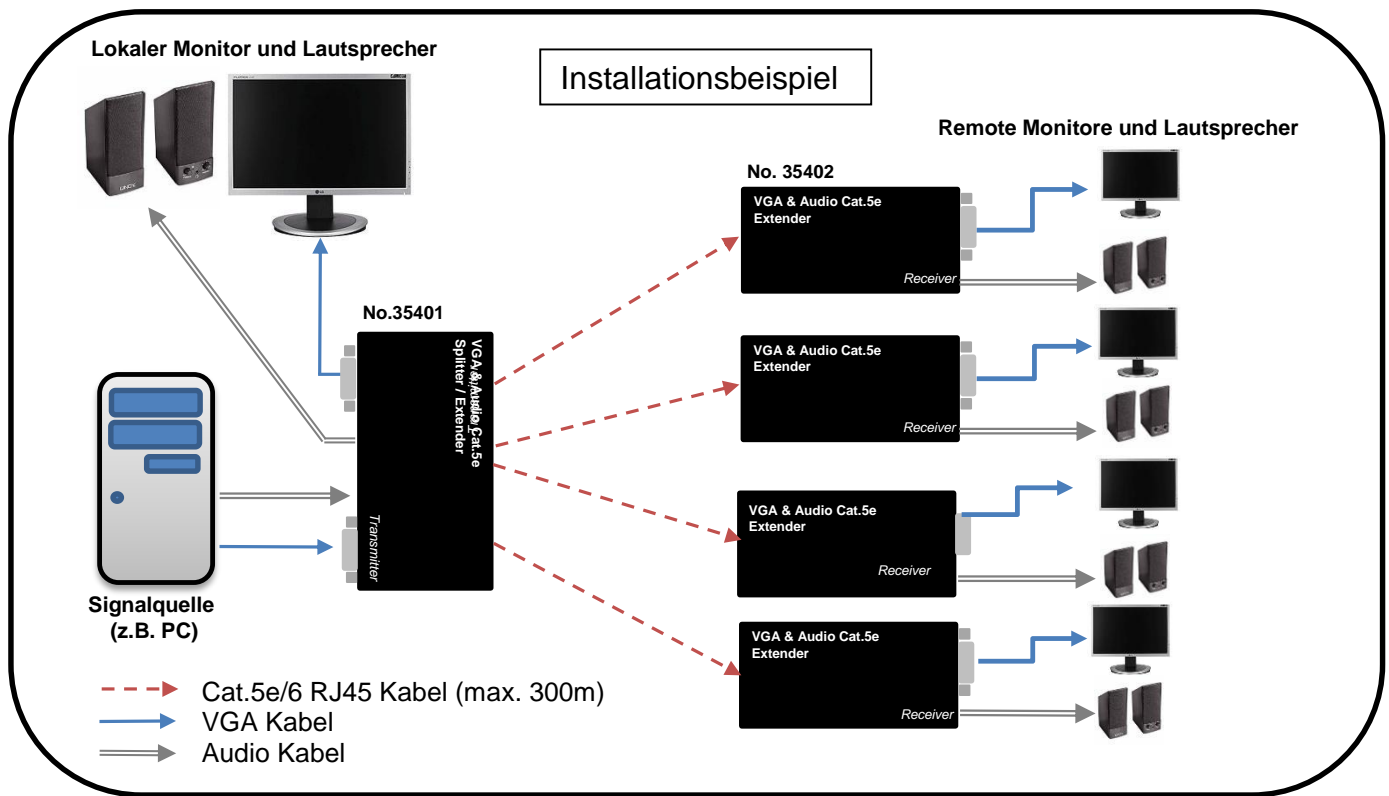 Lokaler Monitor und Lautsprecher
Installationsbeispiel
Remote Monitore und Lautsprecher
No. 35402
VGA & Audio Cat.5e
Extender
Receiver
No.35401
VGA & Audio Cat.5e
Splitter / Extender
Transmitter
VGA & Audio Cat.5e
Extender
Receiver
VGA & Audio Cat.5e
Extender
Receiver
VGA & Audio Cat.5e
Extender
Receiver
Signalquelle
(z.B. PC)
Cat.5e/6 RJ45 Kabel (max. 300m)
VGA Kabel
Audio Kabel